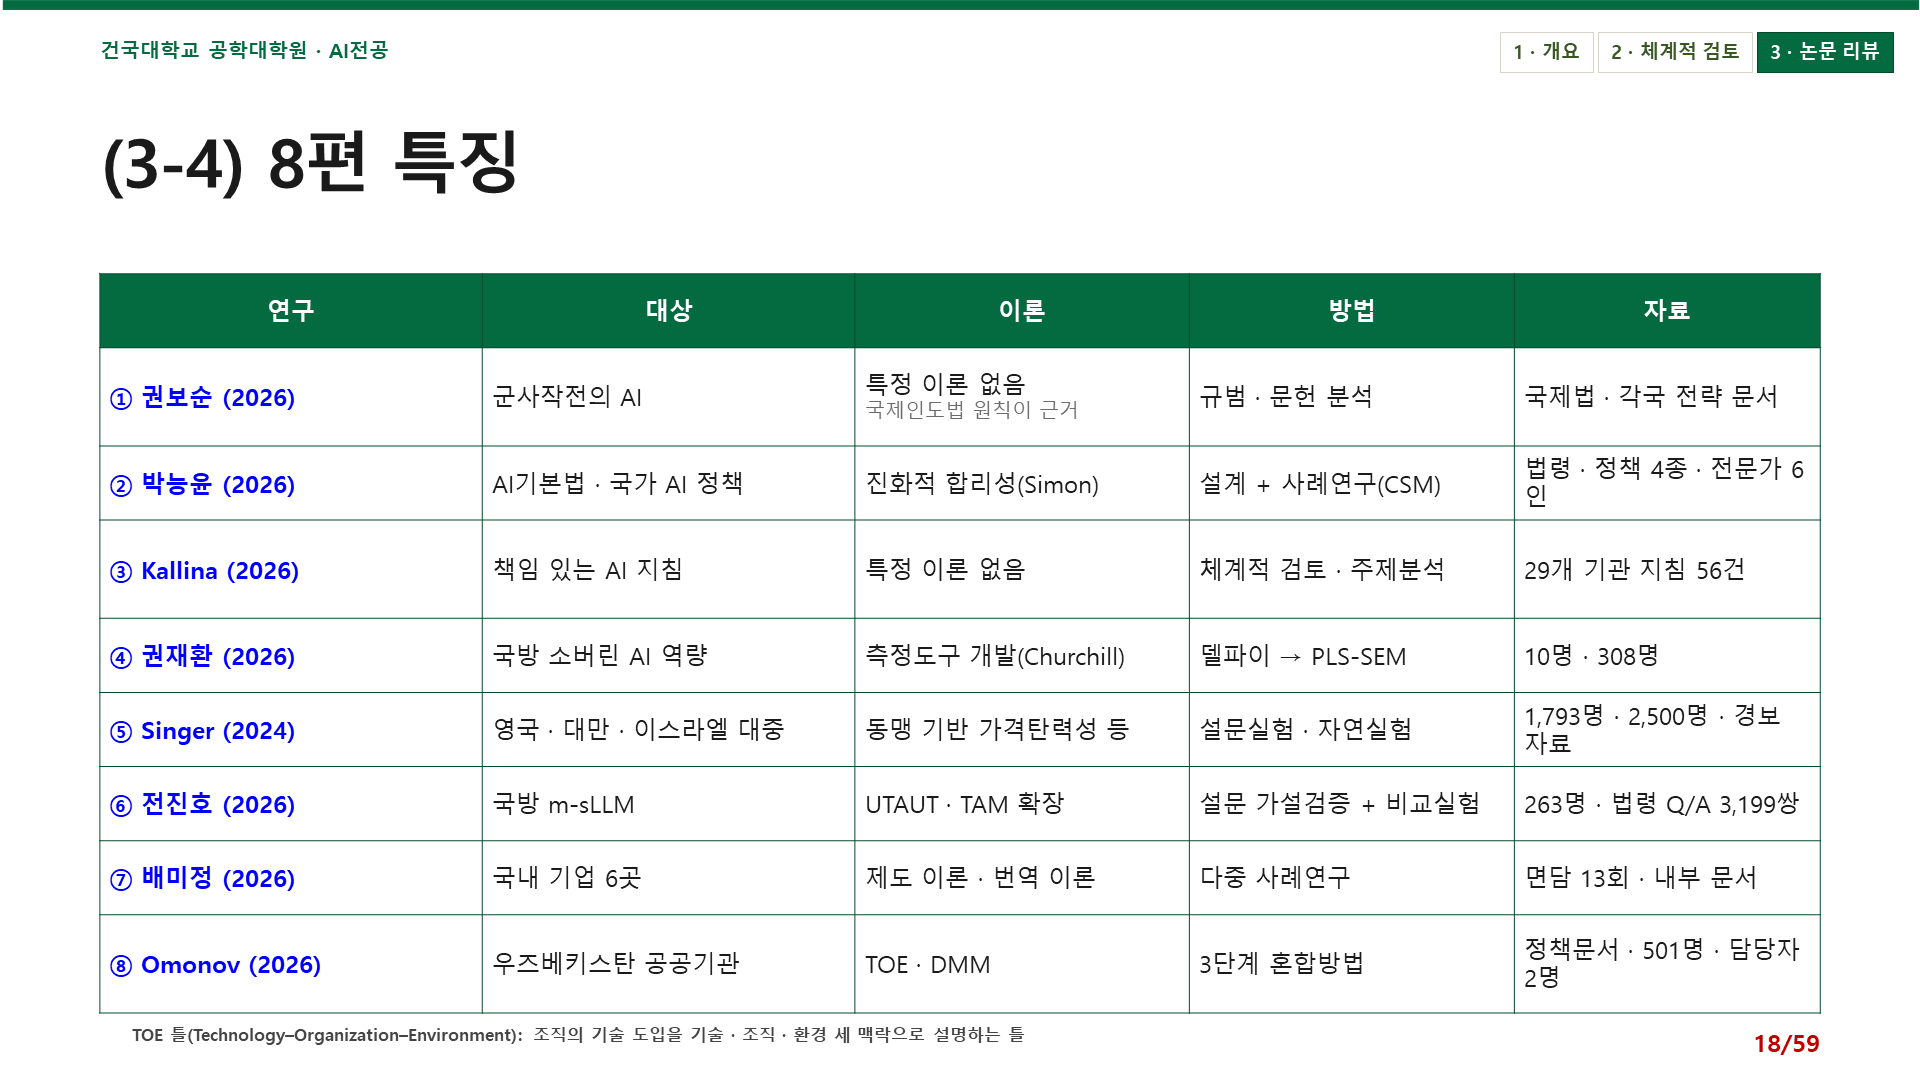 건국대학교 공학대학원 · AI전공
1 · 개요
2 · 체계적 검토
3 · 논문 리뷰
(3-4) 8편 특징
연구
대상
이론
방법
자료
① 권보순 (2026)
군사작전의 AI
특정 이론 없음
국제인도법 원칙이 근거
규범 · 문헌 분석
국제법 · 각국 전략 문서
② 박능윤 (2026)
AI기본법 · 국가 AI 정책
진화적 합리성(Simon)
설계 + 사례연구(CSM)
법령 · 정책 4종 · 전문가 6
인
③ Kallina (2026)
책임 있는 AI 지침
특정 이론 없음
체계적 검토 · 주제분석
29개 기관 지침 56건
④ 권재환 (2026)
국방 소버린 AI 역량
측정도구 개발(Churchill)
델파이 → PLS-SEM
10명 · 308명
⑤ Singer (2024)
영국 · 대만 · 이스라엘 대중
동맹 기반 가격탄력성 등
설문실험 · 자연실험
1,793명 · 2,500명 · 경보
자료
⑥ 전진호 (2026)
국방 m-sLLM
UTAUT · TAM 확장
설문 가설검증 + 비교실험
263명 · 법령 Q/A 3,199쌍
⑦ 배미정 (2026)
국내 기업 6곳
제도 이론 · 번역 이론
다중 사례연구
면담 13회 · 내부 문서
⑧ Omonov (2026)
우즈베키스탄 공공기관
TOE · DMM
3단계 혼합방법
정책문서 · 501명 · 담당자
2명
TOE 틀(Technology–Organization–Environment): 조직의 기술 도입을 기술 · 조직 · 환경 세 맥락으로 설명하는 틀
18/59